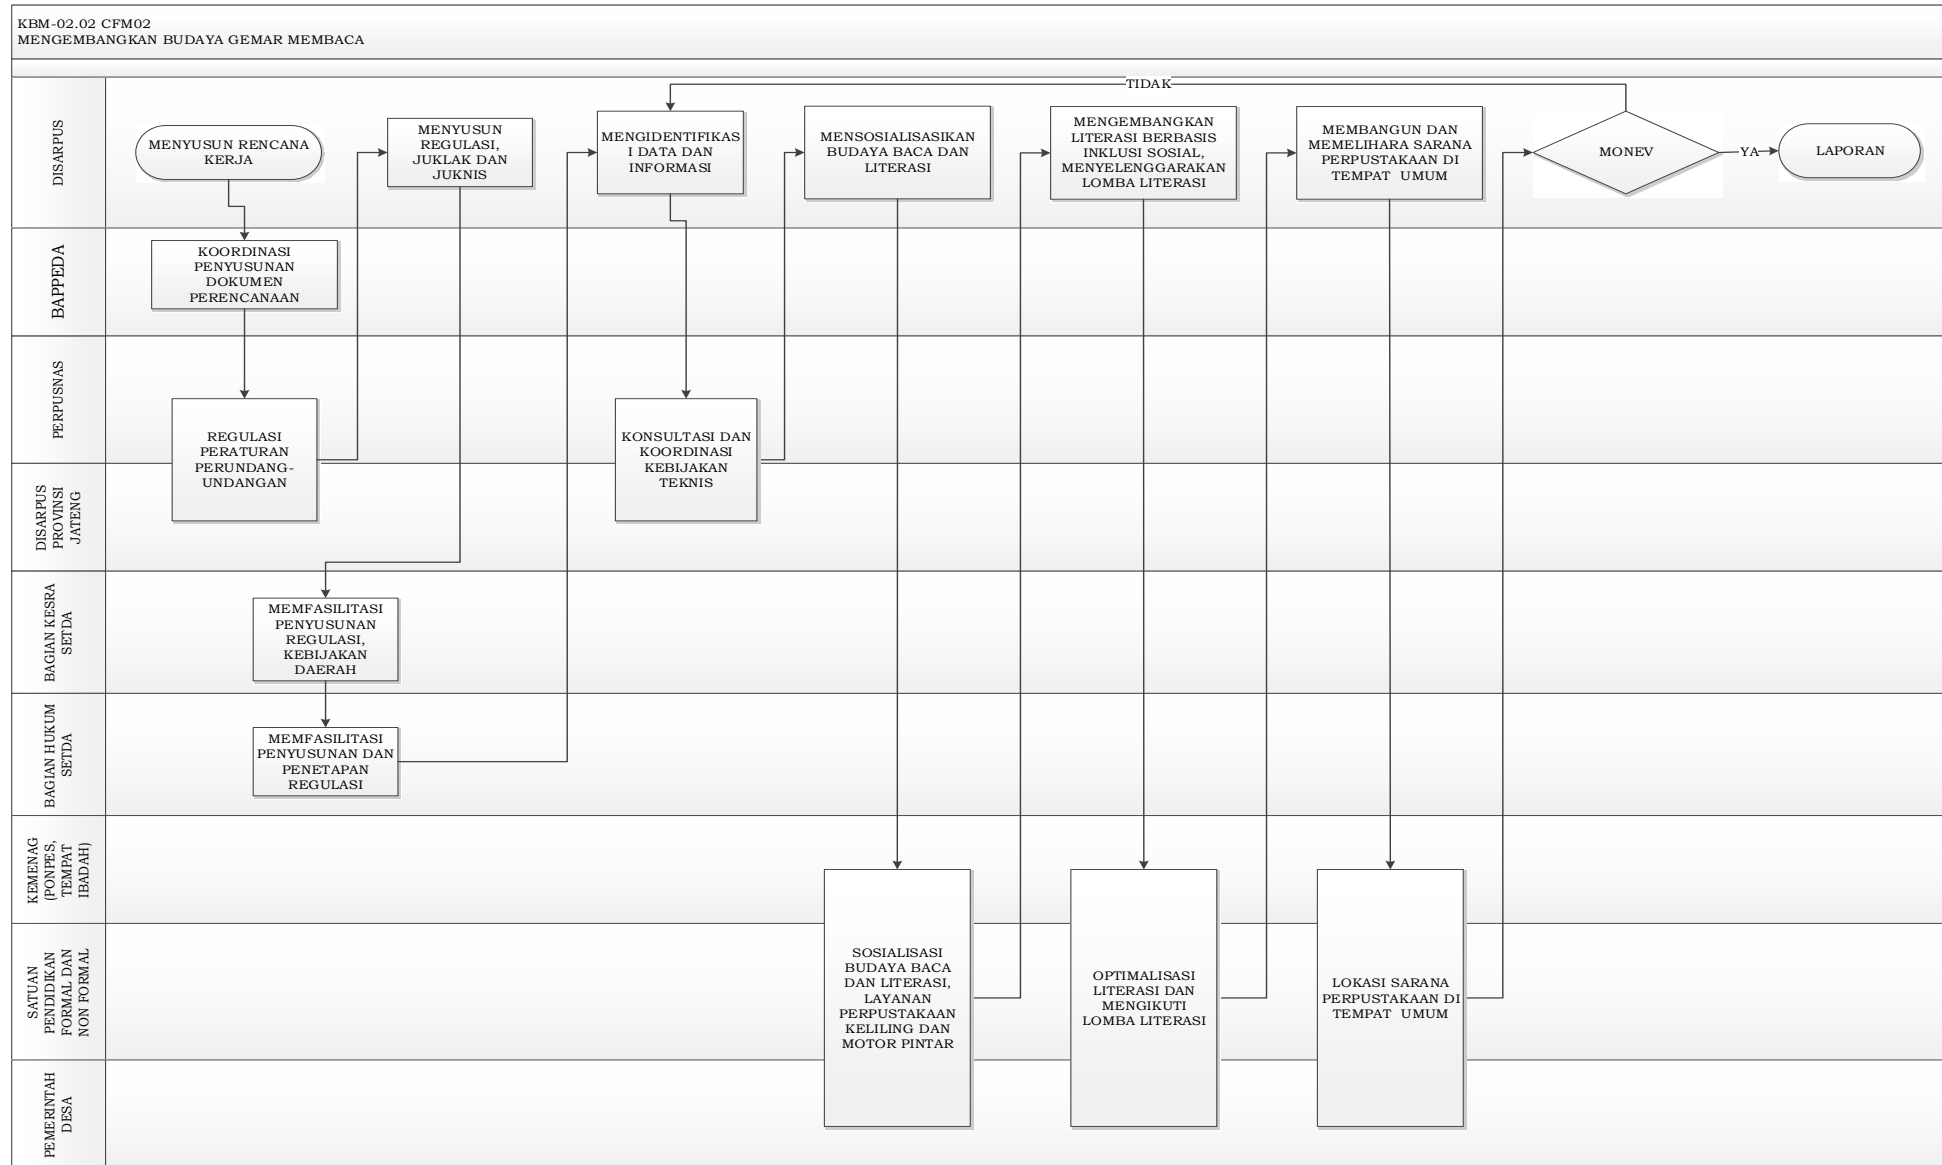 KBM-02.02 CFM02
MENGEMBANGKAN BUDAYA GEMAR MEMBACA
DISARPUS
MENYUSUN RENCANA
KERJA
MENYUSUN
REGULASI,
JUKLAK DAN
JUKNIS
MENGIDENTIFIKAS
I DATA DAN
INFORMASI
MENSOSIALISASIKAN
BUDAYA BACA DAN
LITERASI
TIDAK
MENGEMBANGKAN
LITERASI BERBASIS
INKLUSI SOSIAL,
MENYELENGGARAKAN
LOMBA LITERASI
MEMBANGUN DAN
MEMELIHARA SARANA
PERPUSTAKAAN DI
TEMPAT UMUM
MONEV
YA
LAPORAN
BAPPEDA
KOORDINASI
PENYUSUNAN
DOKUMEN
PERENCANAAN
PERPUSNAS
REGULASI
PERATURAN
PERUNDANG-
UNDANGAN
KONSULTASI DAN
KOORDINASI
KEBIJAKAN
TEKNIS
DISARPUS
PROVINSI
JATENG
BAGIAN KESRA
SETDA
MEMFASILITASI
PENYUSUNAN
REGULASI,
KEBIJAKAN
DAERAH
BAGIAN HUKUM
SETDA
MEMFASILITASI
PENYUSUNAN DAN
PENETAPAN
REGULASI
KEMENAG
(PONPES,
TEMPAT
IBADAH)
SATUAN
PENDIDIKAN
FORMAL DAN
NON FORMAL
SOSIALISASI
BUDAYA BACA
DAN LITERASI,
LAYANAN
PERPUSTAKAAN
KELILING DAN
MOTOR PINTAR
OPTIMALISASI
LITERASI DAN
MENGIKUTI
LOMBA LITERASI
LOKASI SARANA
PERPUSTAKAAN DI
TEMPAT UMUM
PEMERINTAH
DESA